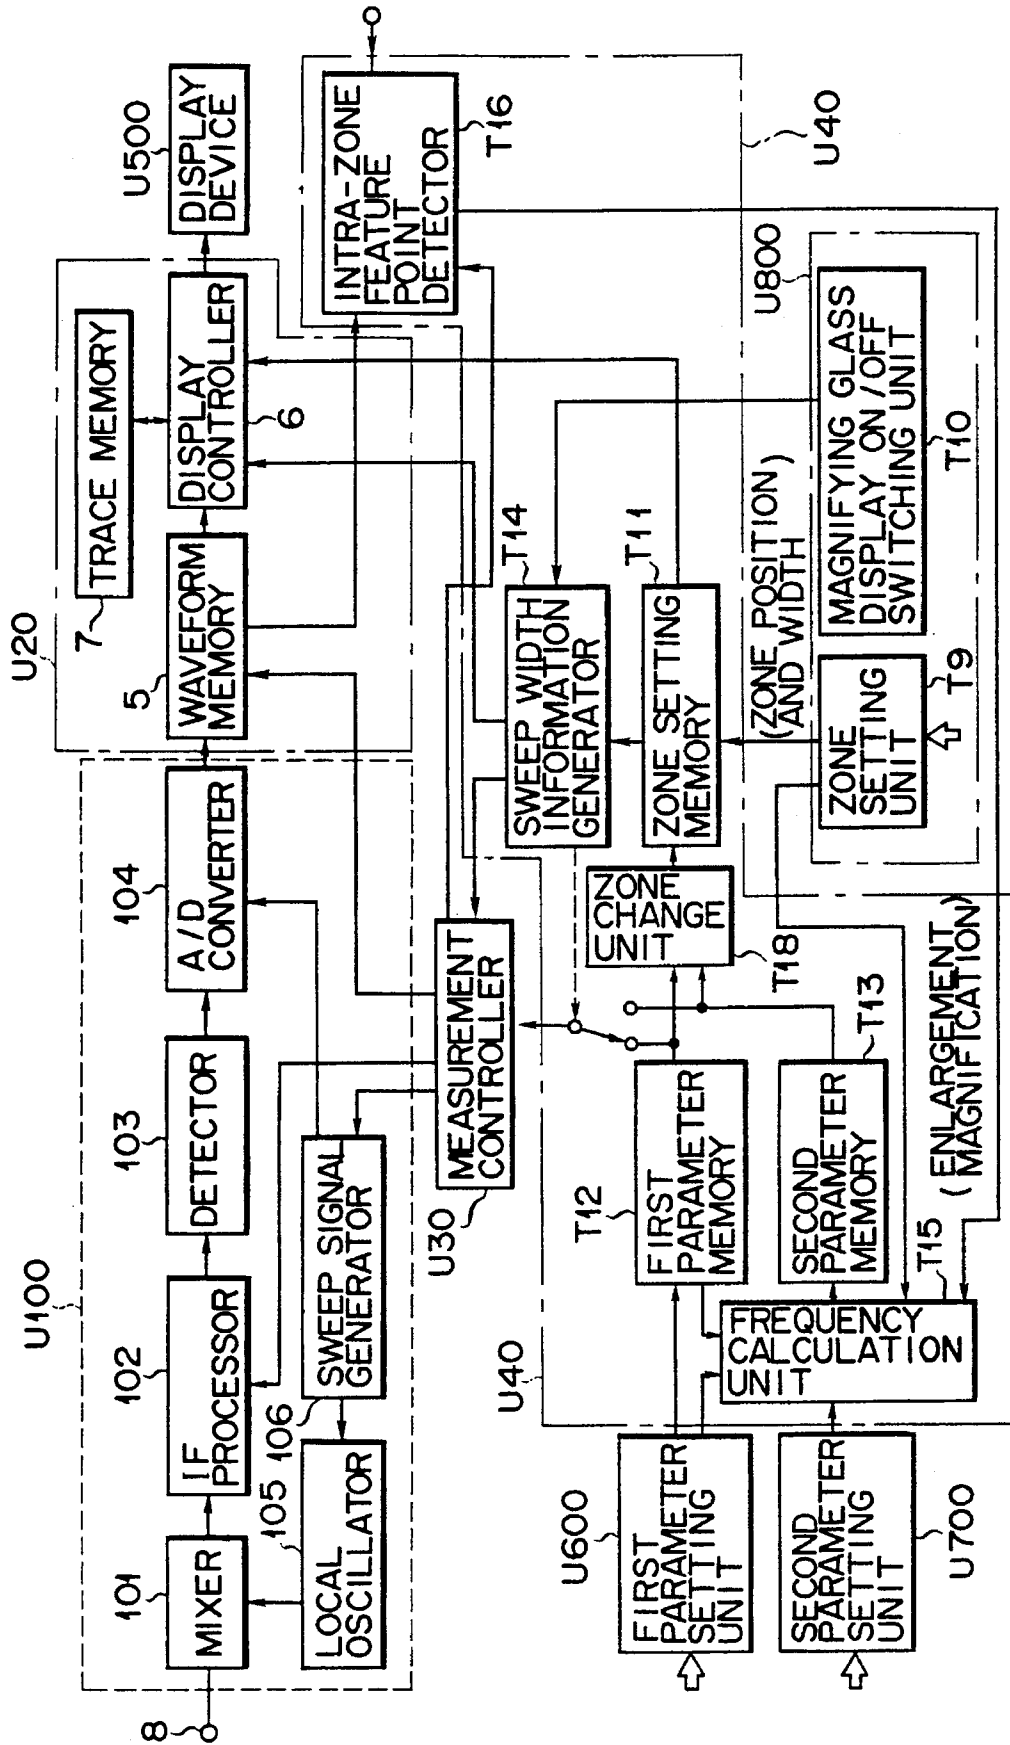 U100
U20
U500
8
101
MIXER
102
IF
PROCESSOR
103
DETECTOR
104
A/D
CONVERTER
5
WAVEFORM
MEMORY
7
TRACE MEMORY
DISPLAY
CONTROLLER
6
DISPLAY
DEVICE
105
LOCAL
OSCILLATOR
106
SWEEP SIGNAL
GENERATOR
INTRA-ZONE
FEATURE
POINT
DETECTOR
T16
U30
MEASUREMENT
CONTROLLER
T14
SWEEP WIDTH
INFORMATION
GENERATOR
U40
U40
T12
FIRST
PARAMETER
MEMORY
ZONE
CHANGE
UNIT
T18
T11
ZONE SETTING
MEMORY
(ZONE POSITION
AND WIDTH)
U800
U600
FIRST
PARAMETER
SETTING
UNIT
FREQUENCY
CALCULATION
UNIT
T15
SECOND
PARAMETER
MEMORY
T13
ZONE
SETTING
UNIT
T9
MAGNIFYING GLASS
DISPLAY ON/OFF
SWITCHING UNIT
T10
SECOND
PARAMETER
SETTING
UNIT
U700
(ENLARGEMENT
MAGNIFICATION)